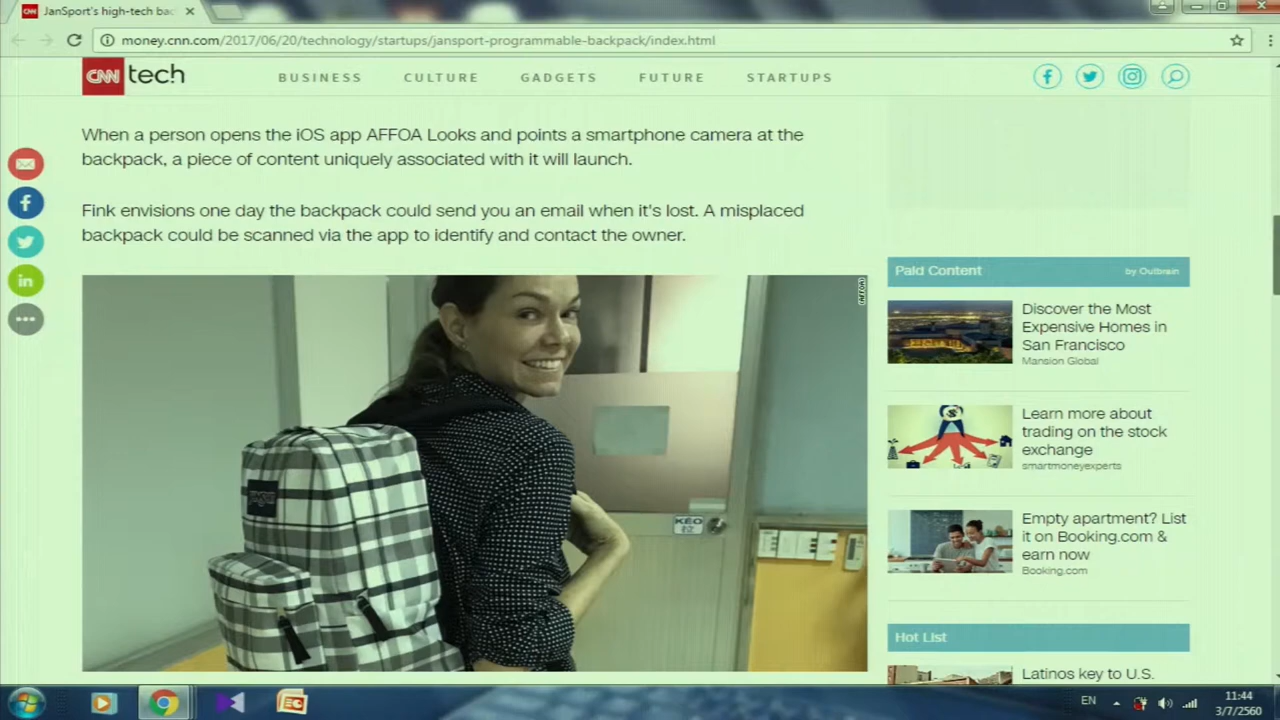 JanSport's high-tech bac
money.cnn.com/2017/06/20/technology/startups/jansport-programmable-backpack/index.html
CNN tech
BUSINESS CULTURE GADGETS FUTURE STARTUPS
When a person opens the iOS app AFFOA Looks and points a smartphone camera at the
backpack, a piece of content uniquely associated with it will launch.
Fink envisions one day the backpack could send you an email when it's lost. A misplaced
backpack could be scanned via the app to identify and contact the owner.
AFFOA
KÉO
Paid Content by Outbrain
Discover the Most
Expensive Homes in
San Francisco
Mansion Global
Learn more about
trading on the stock
exchange
smartmoneyexperts
Empty apartment? List
it on Booking.com &
earn now
Booking.com
Hot List
Latinos key to U.S.
EN
11:44
3/7/2560